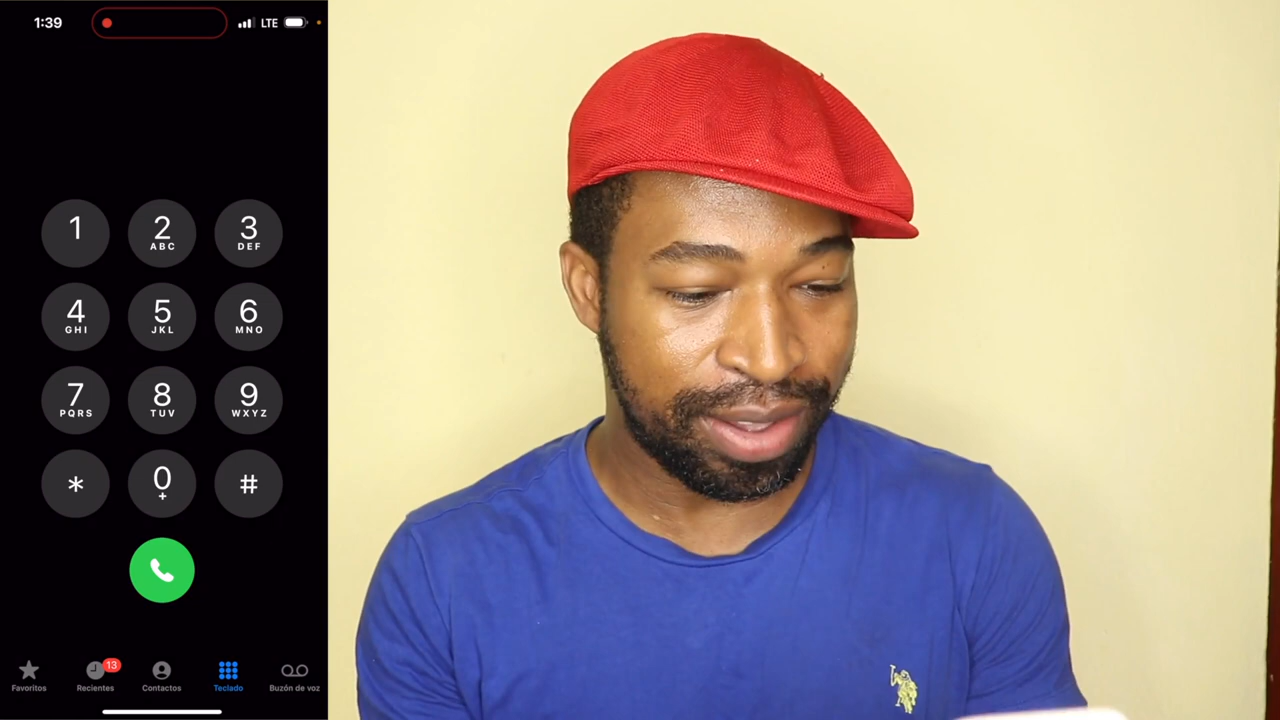 1:39 LTE
1 2 3
ABC DEF
4 5 6
GHI JKL MNO
7 8 9
PQRS TUV WXYZ
* 0 #
+
13
Favoritos Recientes Contactos Teclado Buzón de voz